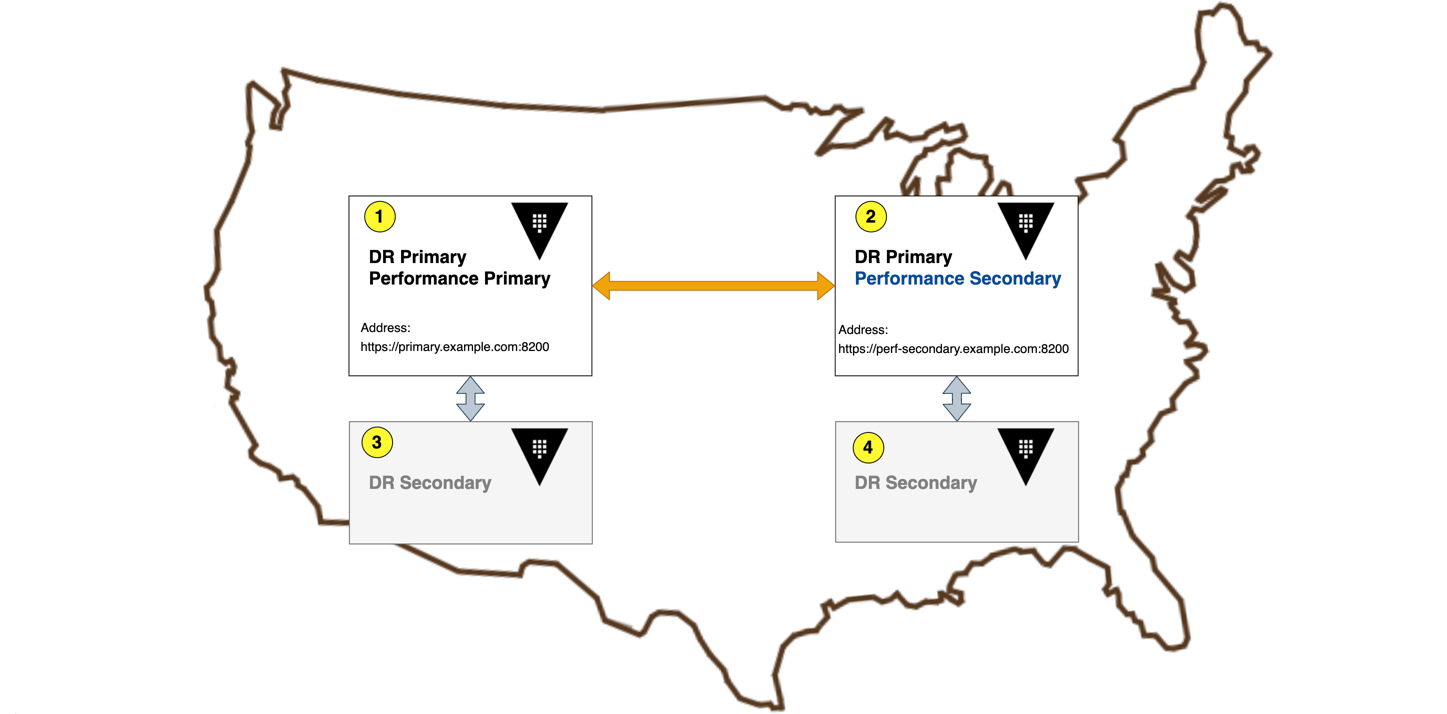 1
DR Primary
Performance Primary
Address:
https://primary.example.com:8200
2
DR Primary
Performance Secondary
Address:
https://perf-secondary.example.com:8200
3
DR Secondary
4
DR Secondary